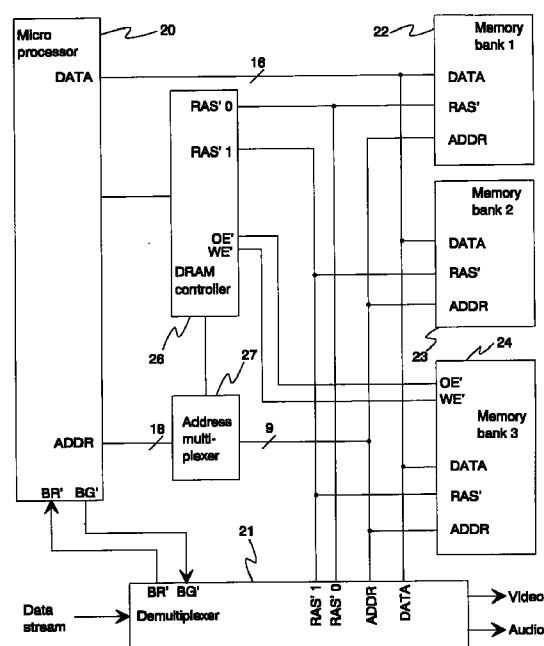 20
Micro
processor
DATA
16
22
Memory
bank 1
DATA
RAS'
ADDR
RAS' 0
RAS' 1
OE'
WE'
DRAM
controller
26
Memory
bank 2
DATA
RAS'
ADDR
23
24
OE'
WE'
Memory
bank 3
DATA
RAS'
ADDR
27
Address
multi-
plexer
ADDR
18
9
BR' BG'
21
BR' BG'
RAS' 1
RAS' 0
ADDR
DATA
Data
stream
Demultiplexer
Video
Audio